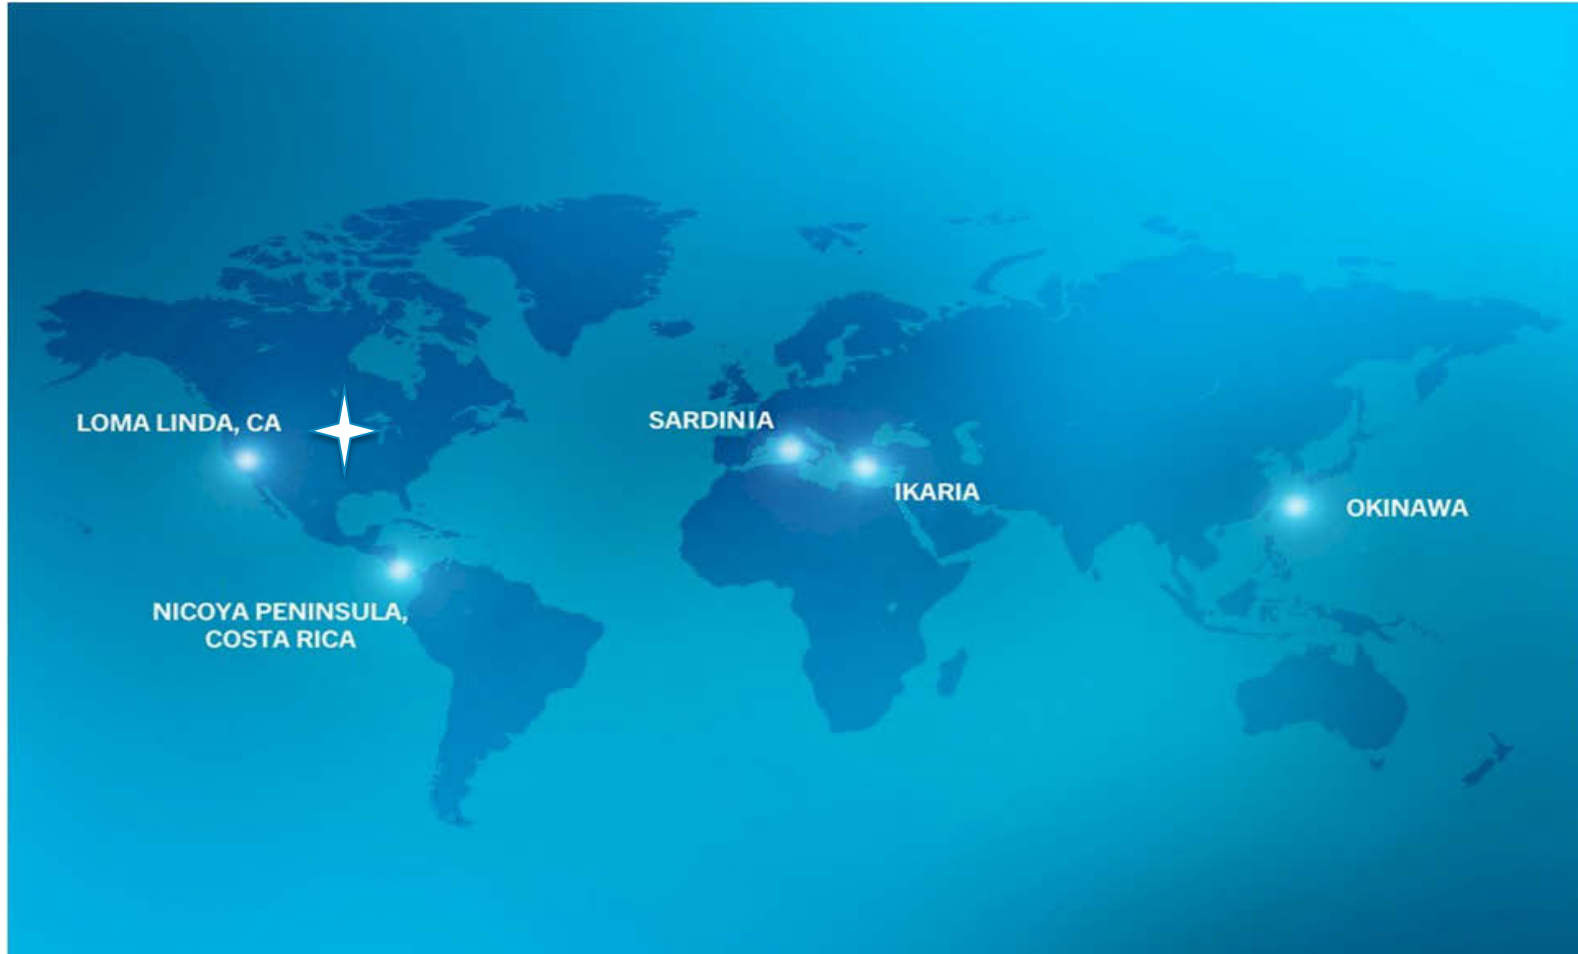 LOMA LINDA, CA
SARDINIA
IKARIA
OKINAWA
NICOYA PENINSULA,
COSTA RICA